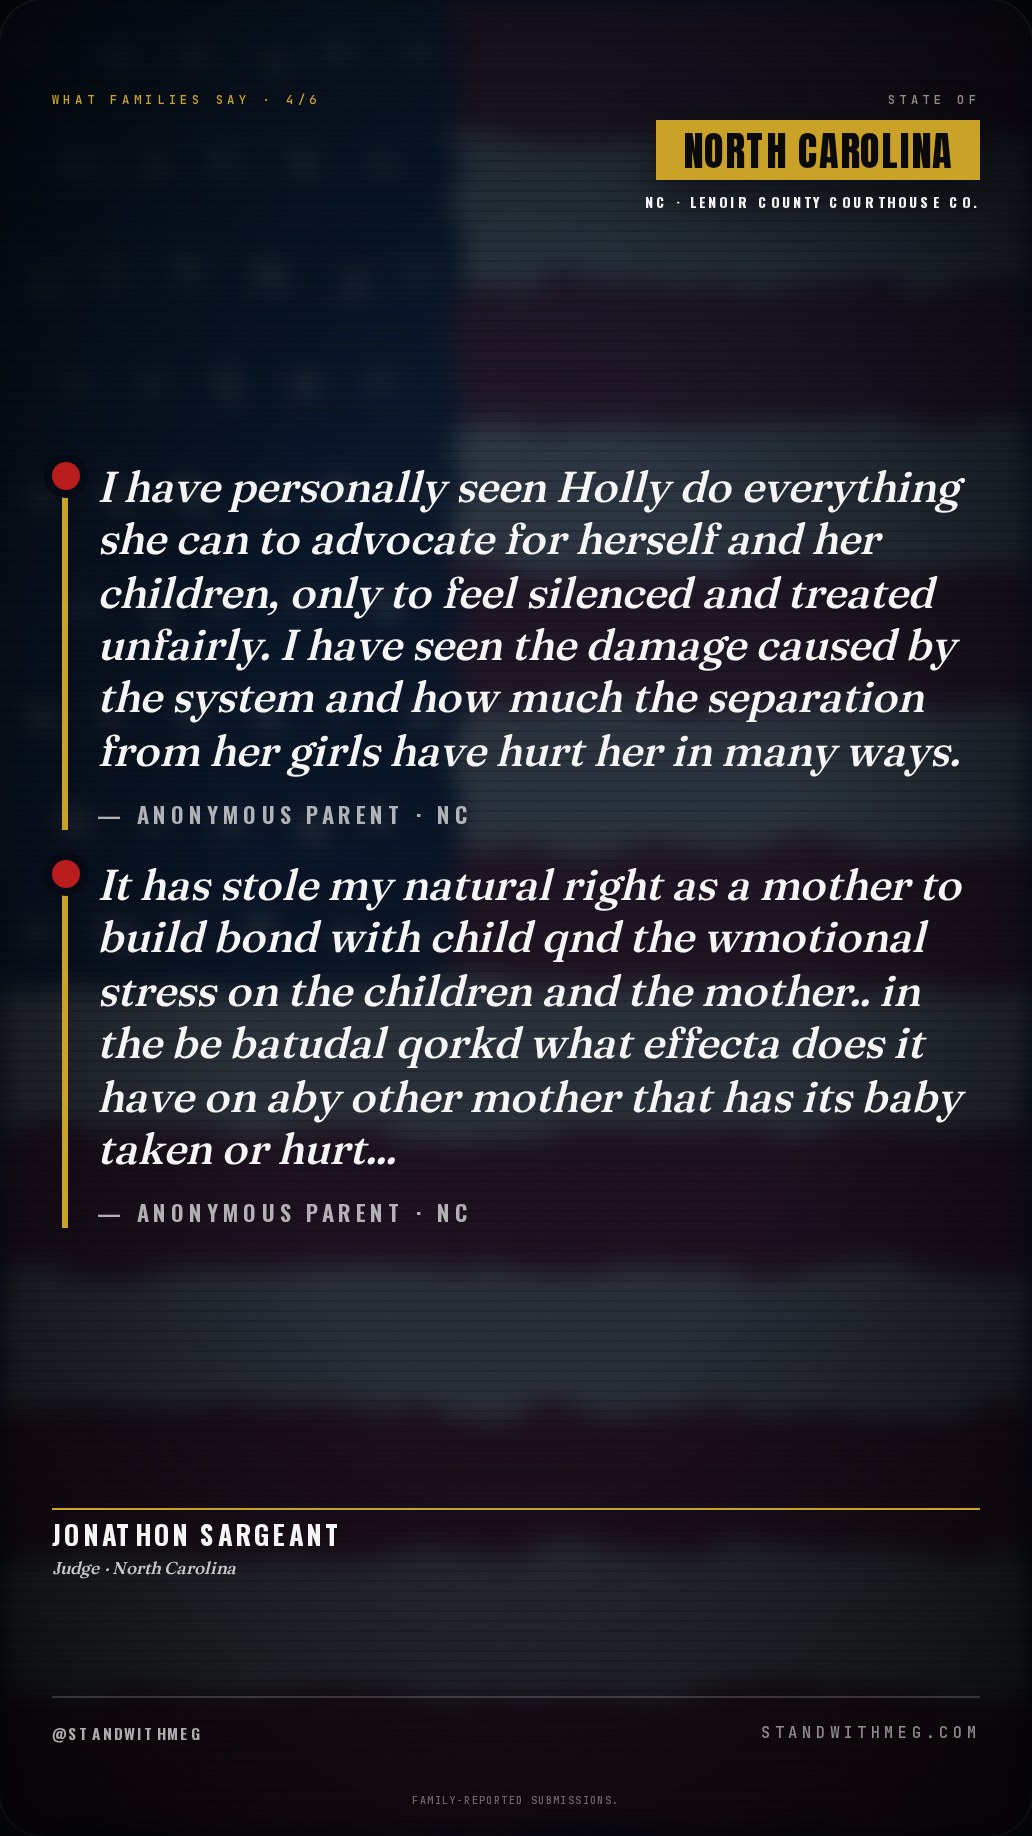 WHAT FAMILIES SAY · 4/6
STATE OF
NORTH CAROLINA
NC · LENOIR COUNTY COURTHOUSE CO.
I have personally seen Holly do everything
she can to advocate for herself and her
children, only to feel silenced and treated
unfairly. I have seen the damage caused by
the system and how much the separation
from her girls have hurt her in many ways.
— ANONYMOUS PARENT · NC
It has stole my natural right as a mother to
build bond with child qnd the wmotional
stress on the children and the mother.. in
the be batudal qorkd what effecta does it
have on aby other mother that has its baby
taken or hurt...
— ANONYMOUS PARENT · NC
JONATHON SARGEANT
Judge · North Carolina
@STANDWITHMEG
STANDWITHMEG.COM
FAMILY-REPORTED SUBMISSIONS.